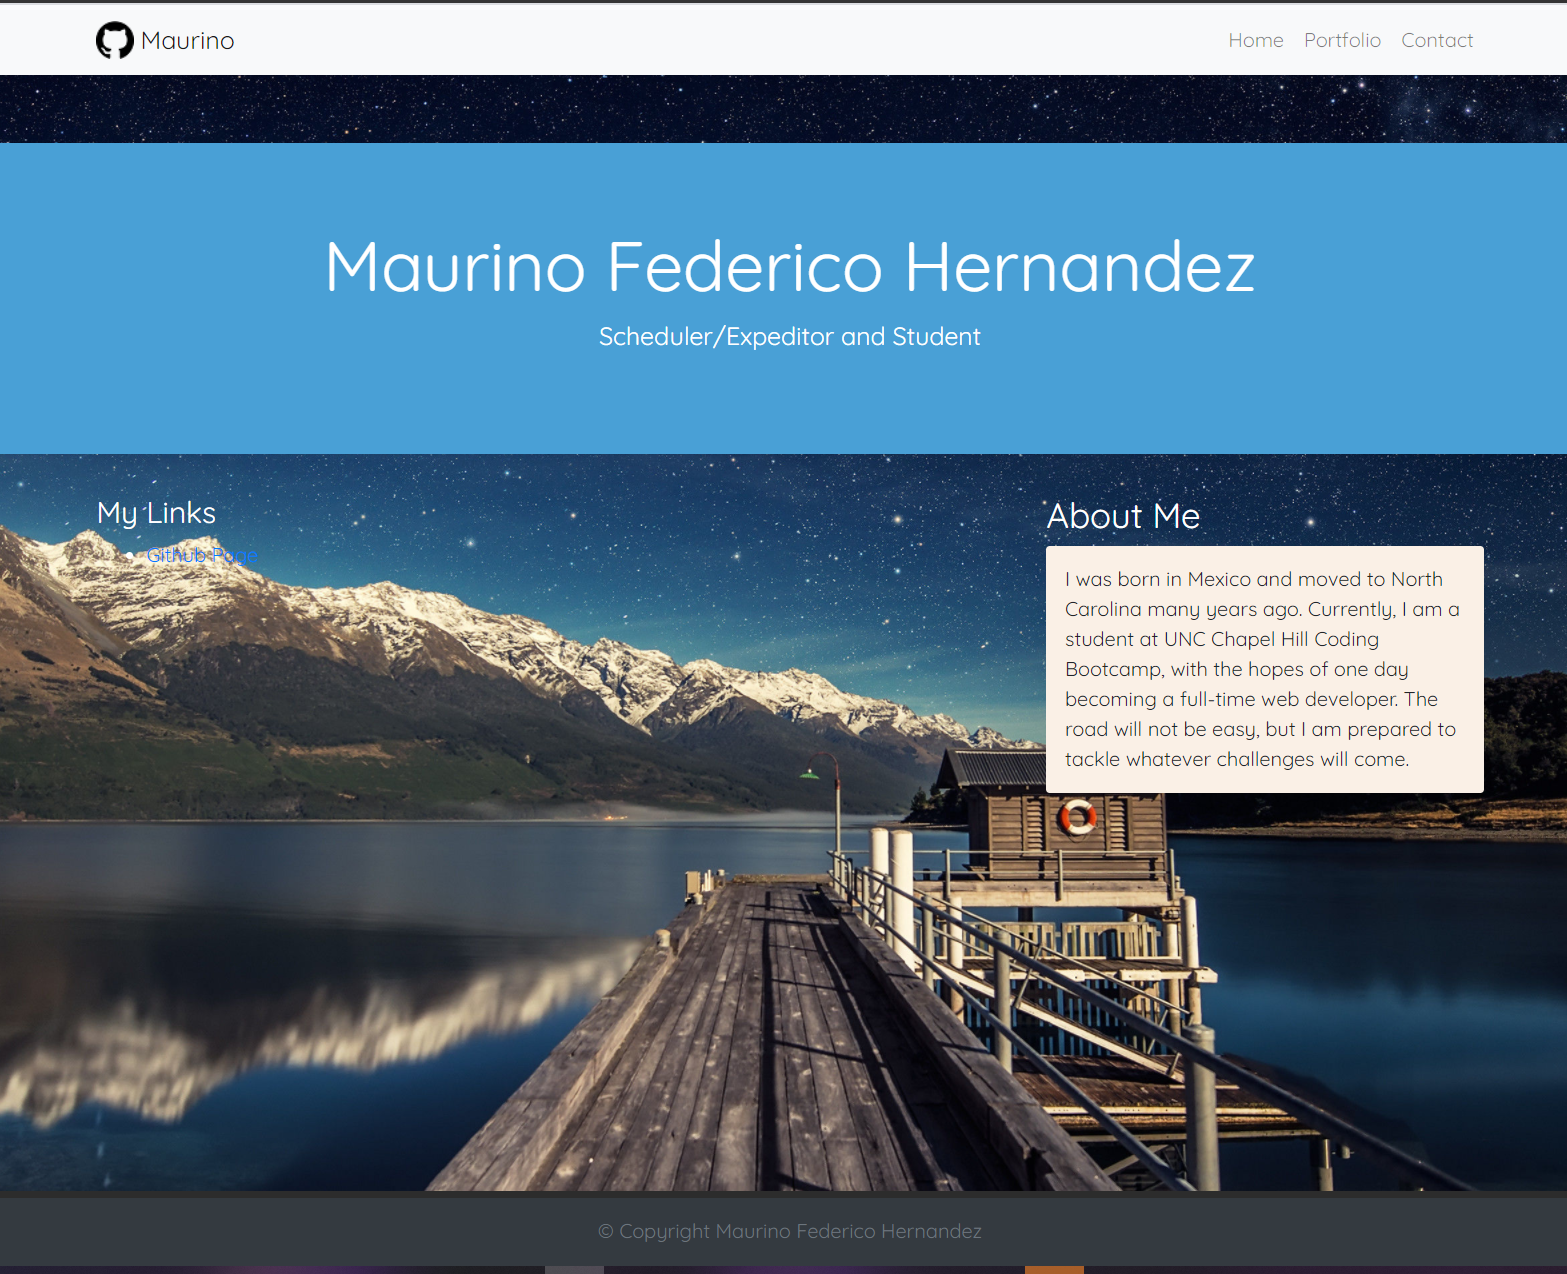 Maurino
Home Portfolio Contact
Maurino Federico Hernandez
Scheduler/Expeditor and Student
My Links
Github Page
About Me
I was born in Mexico and moved to North
Carolina many years ago. Currently, I am a
student at UNC Chapel Hill Coding
Bootcamp, with the hopes of one day
becoming a full-time web developer. The
road will not be easy, but I am prepared to
tackle whatever challenges will come.
© Copyright Maurino Federico Hernandez